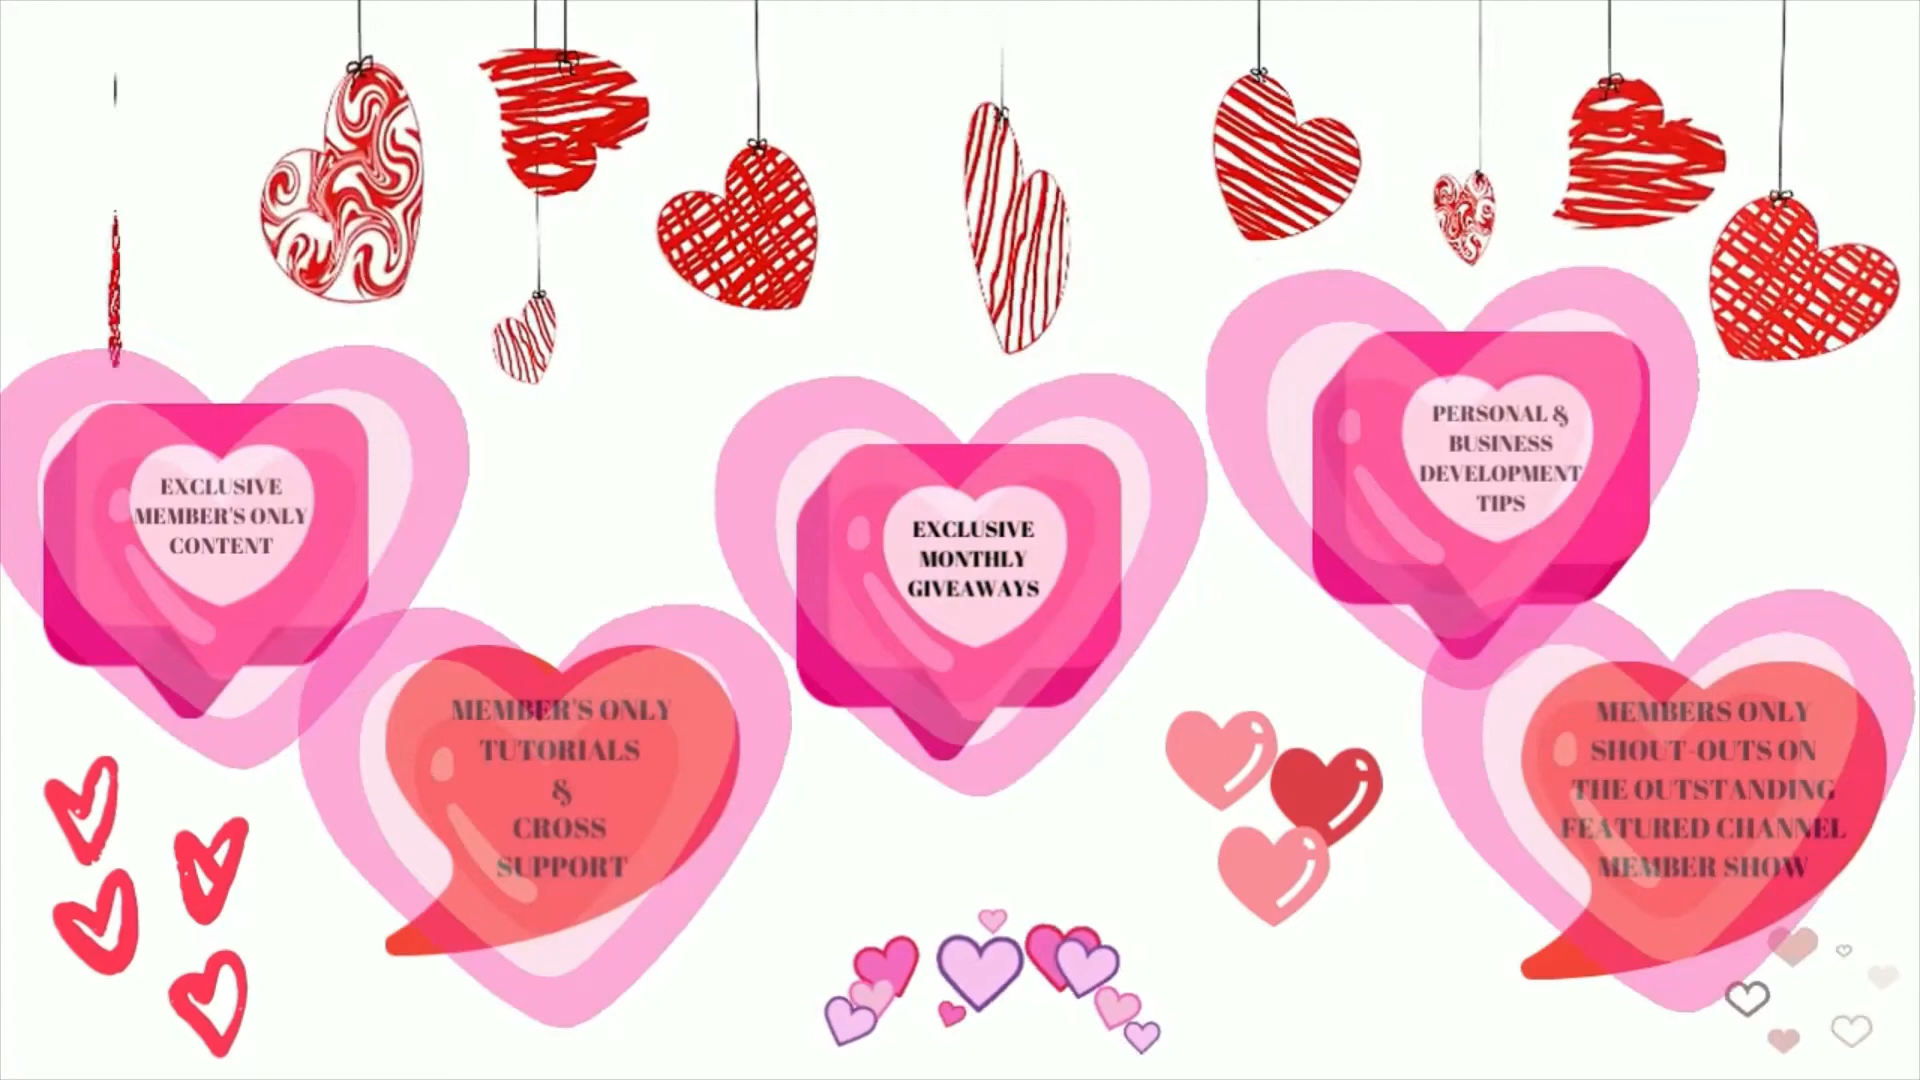 EXCLUSIVE
MEMBER'S ONLY
CONTENT
MEMBER'S ONLY
TUTORIALS
&
CROSS
SUPPORT
EXCLUSIVE
MONTHLY
GIVEAWAYS
PERSONAL &
BUSINESS
DEVELOPMENT
TIPS
MEMBERS ONLY
SHOUT-OUTS ON
THE OUTSTANDING
FEATURED CHANNEL
MEMBER SHOW